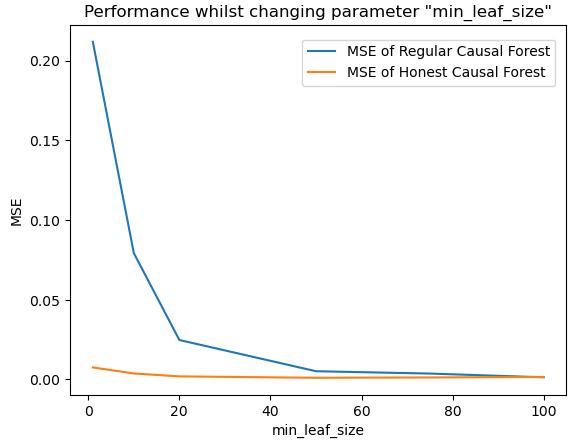 Performance whilst changing parameter "min_leaf_size"
MSE of Regular Causal Forest
MSE of Honest Causal Forest
MSE
0.20
0.15
0.10
0.05
0.00
0
20
40
60
80
100
min_leaf_size